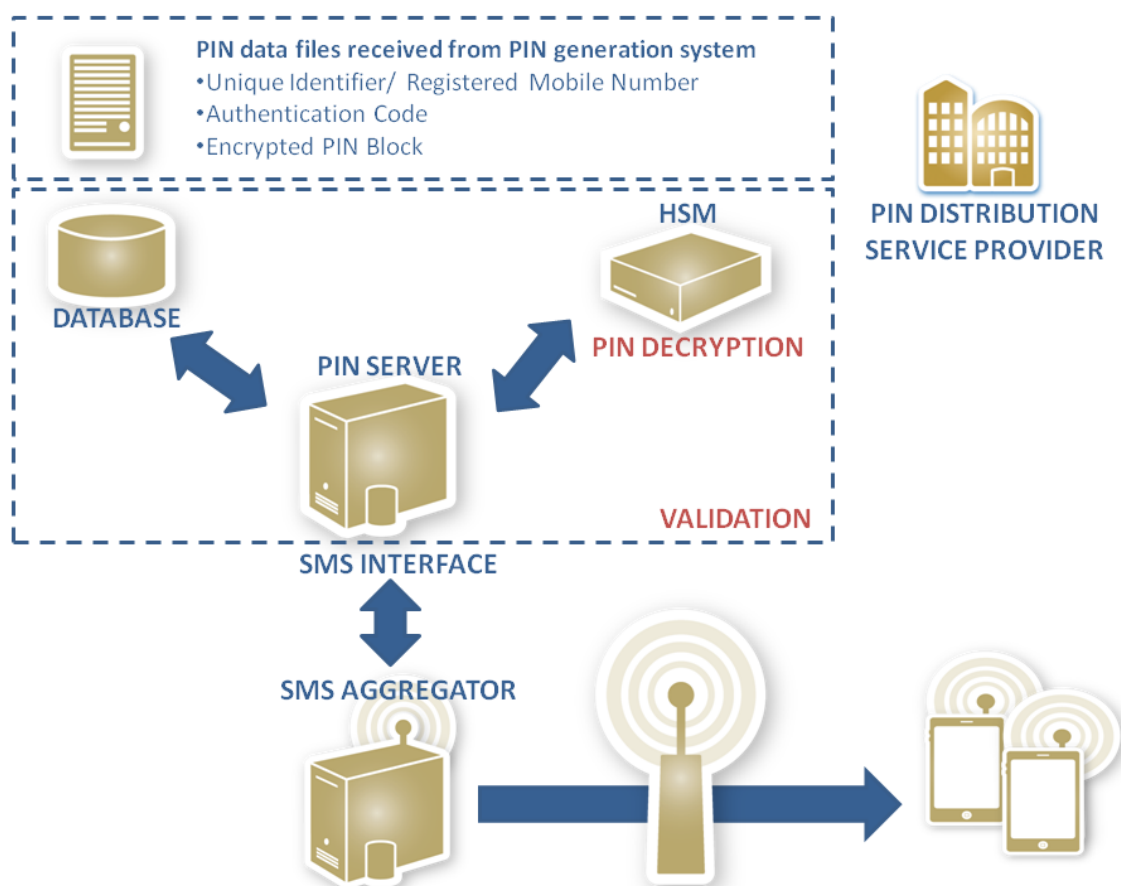 PIN data files received from PIN generation system
•Unique Identifier/ Registered Mobile Number
•Authentication Code
•Encrypted PIN Block
PIN DISTRIBUTION
SERVICE PROVIDER
HSM
DATABASE
PIN DECRYPTION
PIN SERVER
VALIDATION
SMS INTERFACE
SMS AGGREGATOR